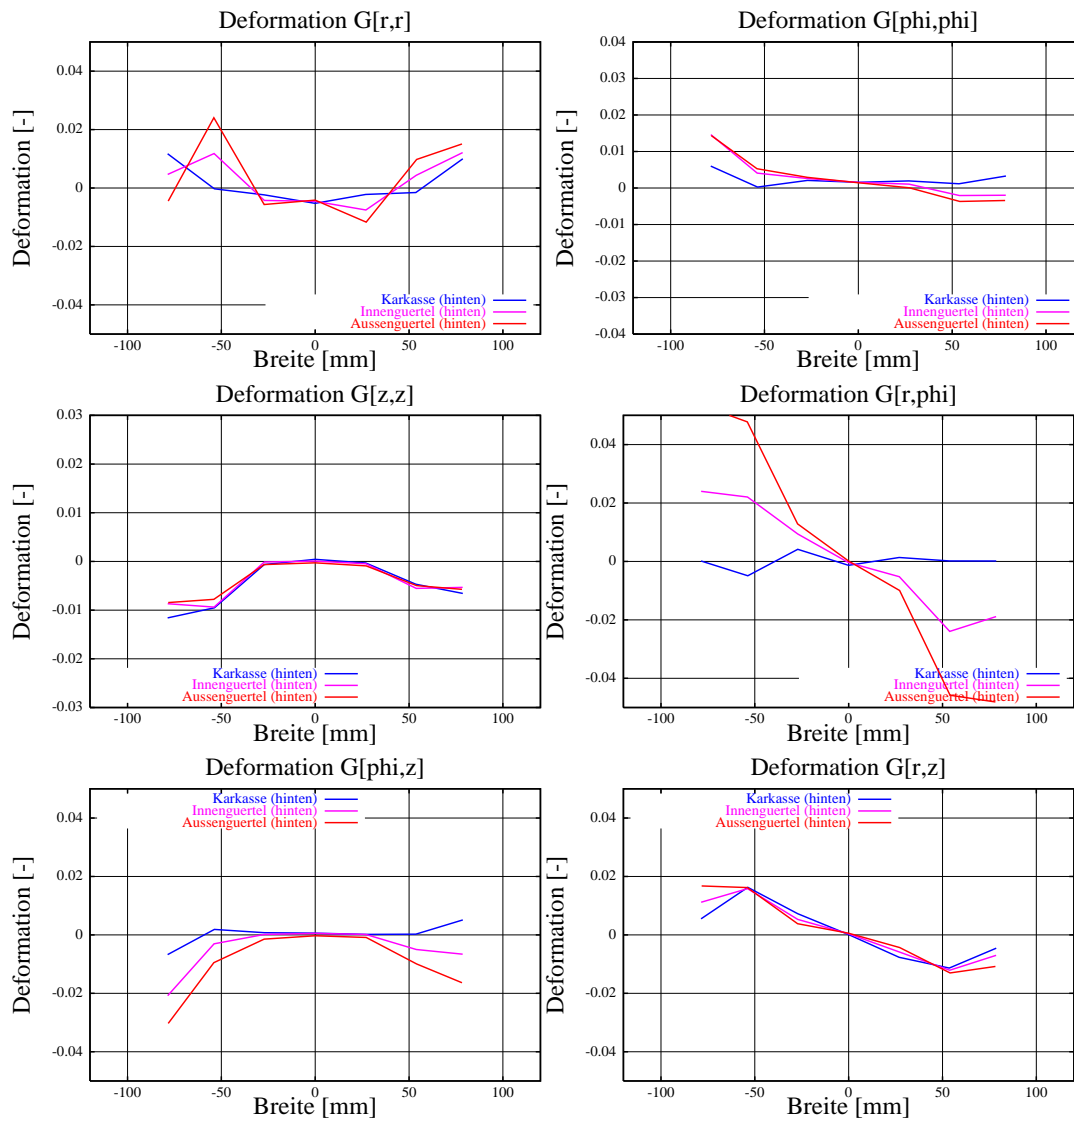 Deformation G[r,r]
0.04
0.02
0
-0.02
-0.04
Deformation [-]
Karkasse (hinten)
Innenguertel (hinten)
Aussenguertel (hinten)
-100
-50
0
50
100
Breite [mm]
Deformation G[phi,phi]
0.04
0.03
0.02
0.01
0
-0.01
-0.02
-0.03
-0.04
Deformation [-]
Karkasse (hinten)
Innenguertel (hinten)
Aussenguertel (hinten)
-100
-50
0
50
100
Breite [mm]
Deformation G[z,z]
0.03
0.02
0.01
0
-0.01
-0.02
-0.03
Deformation [-]
Karkasse (hinten)
Innenguertel (hinten)
Aussenguertel (hinten)
-100
-50
0
50
100
Breite [mm]
Deformation G[r,phi]
0.04
0.02
0
-0.02
-0.04
Deformation [-]
Karkasse (hinten)
Innenguertel (hinten)
Aussenguertel (hinten)
-100
-50
0
50
100
Breite [mm]
Deformation G[phi,z]
Karkasse (hinten)
Innenguertel (hinten)
Aussenguertel (hinten)
0.04
0.02
0
-0.02
-0.04
Deformation [-]
-100
-50
0
50
100
Breite [mm]
Deformation G[r,z]
Karkasse (hinten)
Innenguertel (hinten)
Aussenguertel (hinten)
0.04
0.02
0
-0.02
-0.04
Deformation [-]
-100
-50
0
50
100
Breite [mm]